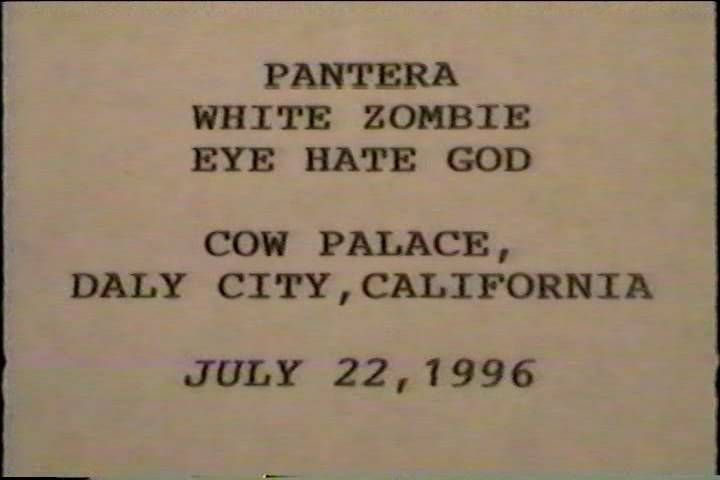 PANTERA
WHITE ZOMBIE
EYE HATE GOD
COW PALACE,
DALY CITY,CALIFORNIA
JULY 22,1996